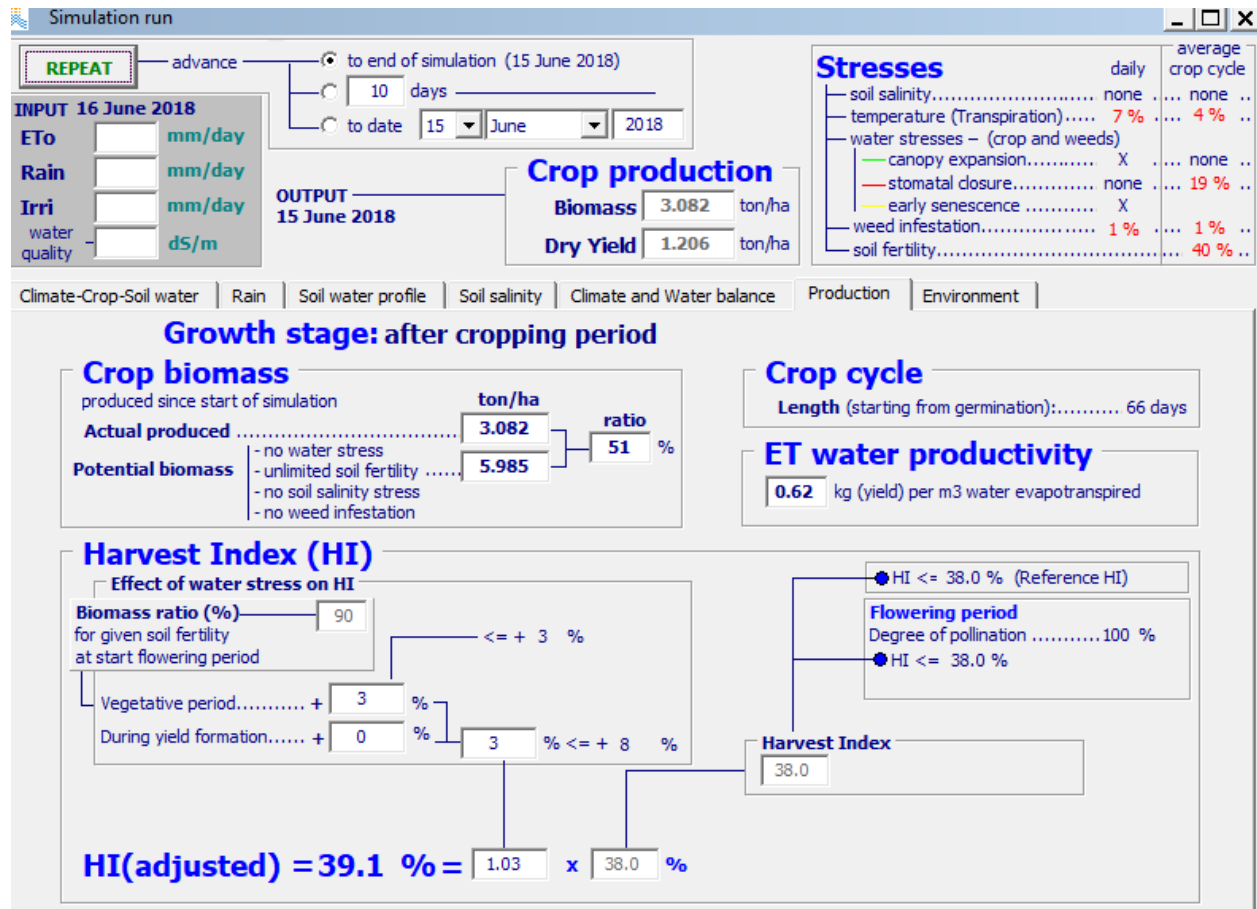 Simulation run
REPEAT
advance
to end of simulation (15 June 2018)
10 days
to date 15 June 2018
INPUT 16 June 2018
ETo mm/day
Rain mm/day
Irri mm/day
water quality dS/m
OUTPUT
15 June 2018
Crop production
Biomass 3.082 ton/ha
Dry Yield 1.206 ton/ha
Stresses daily average crop cycle
soil salinity.......................... none .... none ..
temperature (Transpiration)..... 7 % .... 4 % ..
water stresses – (crop and weeds)
canopy expansion............ X .... none ..
stomatal closure............... none .... 19 % ..
early senescence ............ X
weed infestation.................. 1 % .... 1 % ..
soil fertility........................................ 40 % ..
Climate-Crop-Soil water | Rain | Soil water profile | Soil salinity | Climate and Water balance | Production | Environment
Growth stage: after cropping period
Crop biomass
produced since start of simulation ton/ha
Actual produced .................................. 3.082
ratio
51 %
Potential biomass
- no water stress
- unlimited soil fertility ...... 5.985
- no soil salinity stress
- no weed infestation
Crop cycle
Length (starting from germination):.......... 66 days
ET water productivity
0.62 kg (yield) per m3 water evapotranspired
Harvest Index (HI)
Effect of water stress on HI
Biomass ratio (%) 90
for given soil fertility
at start flowering period
<= + 3 %
Vegetative period........... + 3 %
During yield formation...... + 0 %
3 % <= + 8 %
HI <= 38.0 % (Reference HI)
Flowering period
Degree of pollination ...........100 %
HI <= 38.0 %
Harvest Index
38.0
HI(adjusted) = 39.1 % = 1.03 x 38.0 %